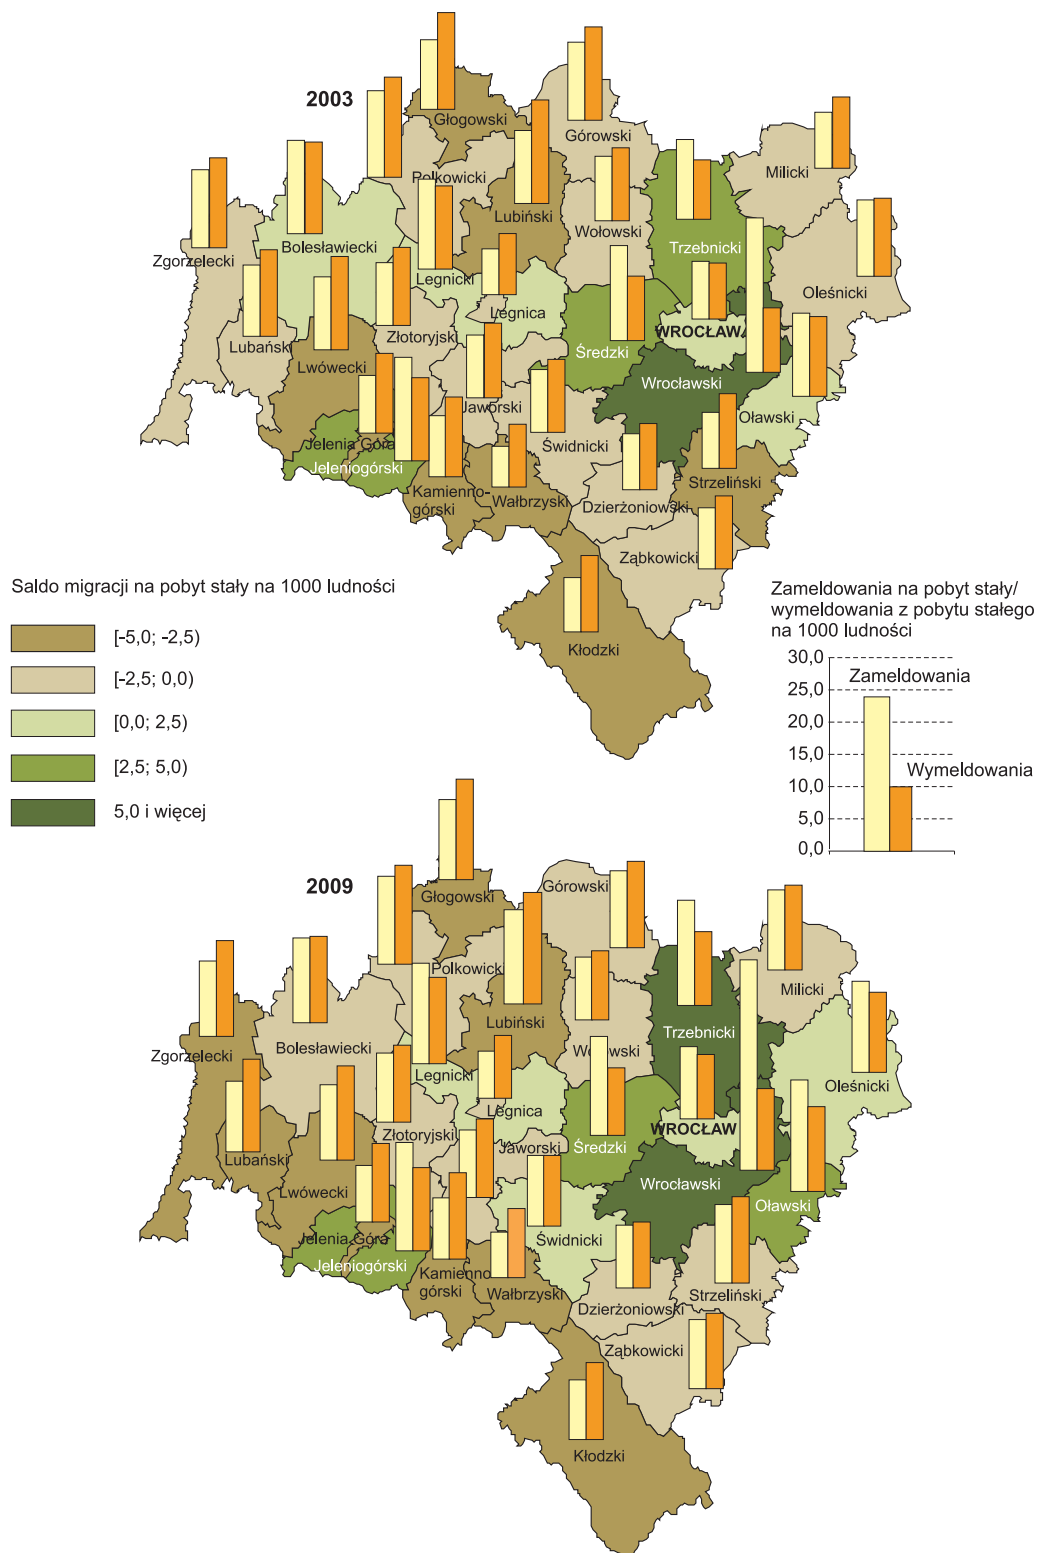 2003
Głogowski
Górowski
Milicki
Polkowicki
Lubiński
Wołowski
Trzebnicki
Zgorzelecki
Bolesławiecki
Legnicki
Oleśnicki
Legnica
Lubański
Złotoryjski
WROCŁAW
Lwówecki
Średzki
Wrocławski
Jaworski
Oławski
Jelenia Góra
Świdnicki
Jeleniogórski
Strzeliński
Kamienno-
górski
Wałbrzyski
Dzierżoniowski
Ząbkowicki
Kłodzki
Saldo migracji na pobyt stały na 1000 ludności
[-5,0; -2,5)
[-2,5; 0,0)
[0,0; 2,5)
[2,5; 5,0)
5,0 i więcej
Zameldowania na pobyt stały/
wymeldowania z pobytu stałego
na 1000 ludności
30,0
25,0
20,0
15,0
10,0
5,0
0,0
Zameldowania
Wymeldowania
2009
Głogowski
Górowski
Polkowick
Milicki
Lubiński
Trzebnicki
Zgorzelecki
Bolesławiecki
Wołowski
Legnicki
Oleśnicki
Legnica
Złotoryjski
WROCŁAW
Lubański
Jaworski
Średzki
Wrocławski
Lwówecki
Oławski
Jelenia Góra
Świdnicki
Jeleniogórski
Kamienno
górski
Wałbrzyski
Strzeliński
Dzierżoniowski
Ząbkowicki
Kłodzki